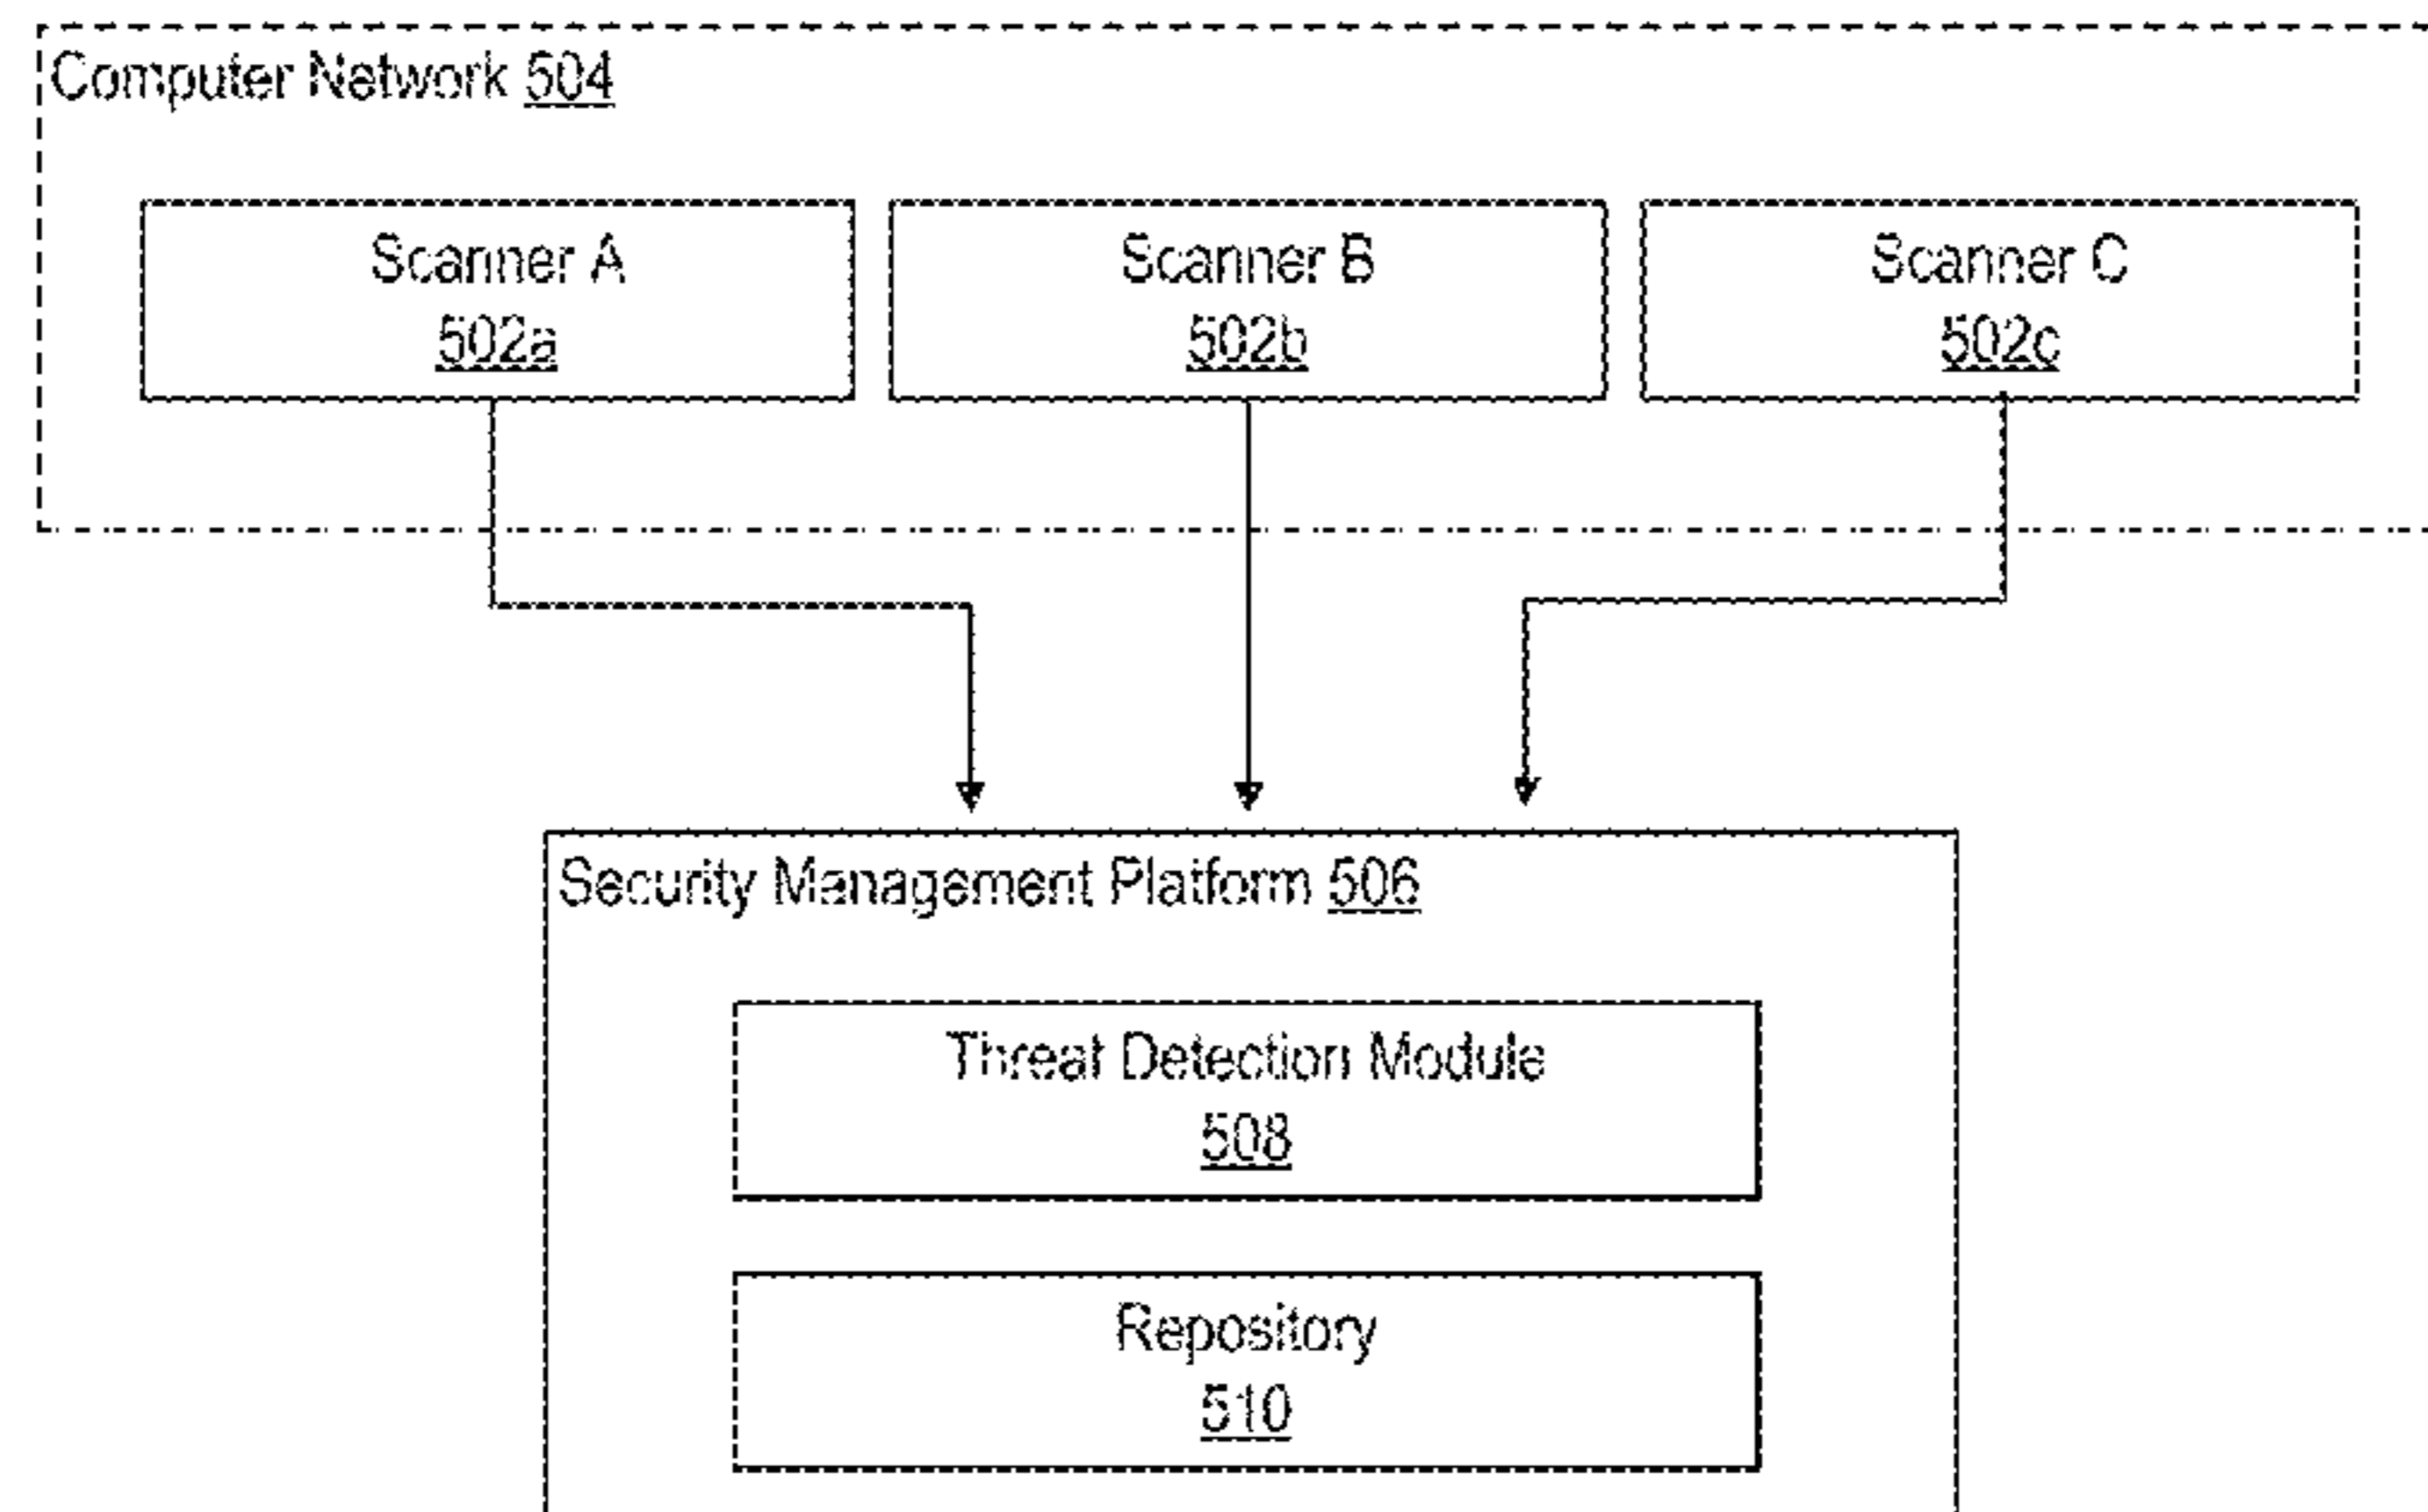 Computer Network 504
Scanner A
502a
Scanner B
502b
Scanner C
502c
Security Management Platform 506
Threat Detection Module
508
Repository
510